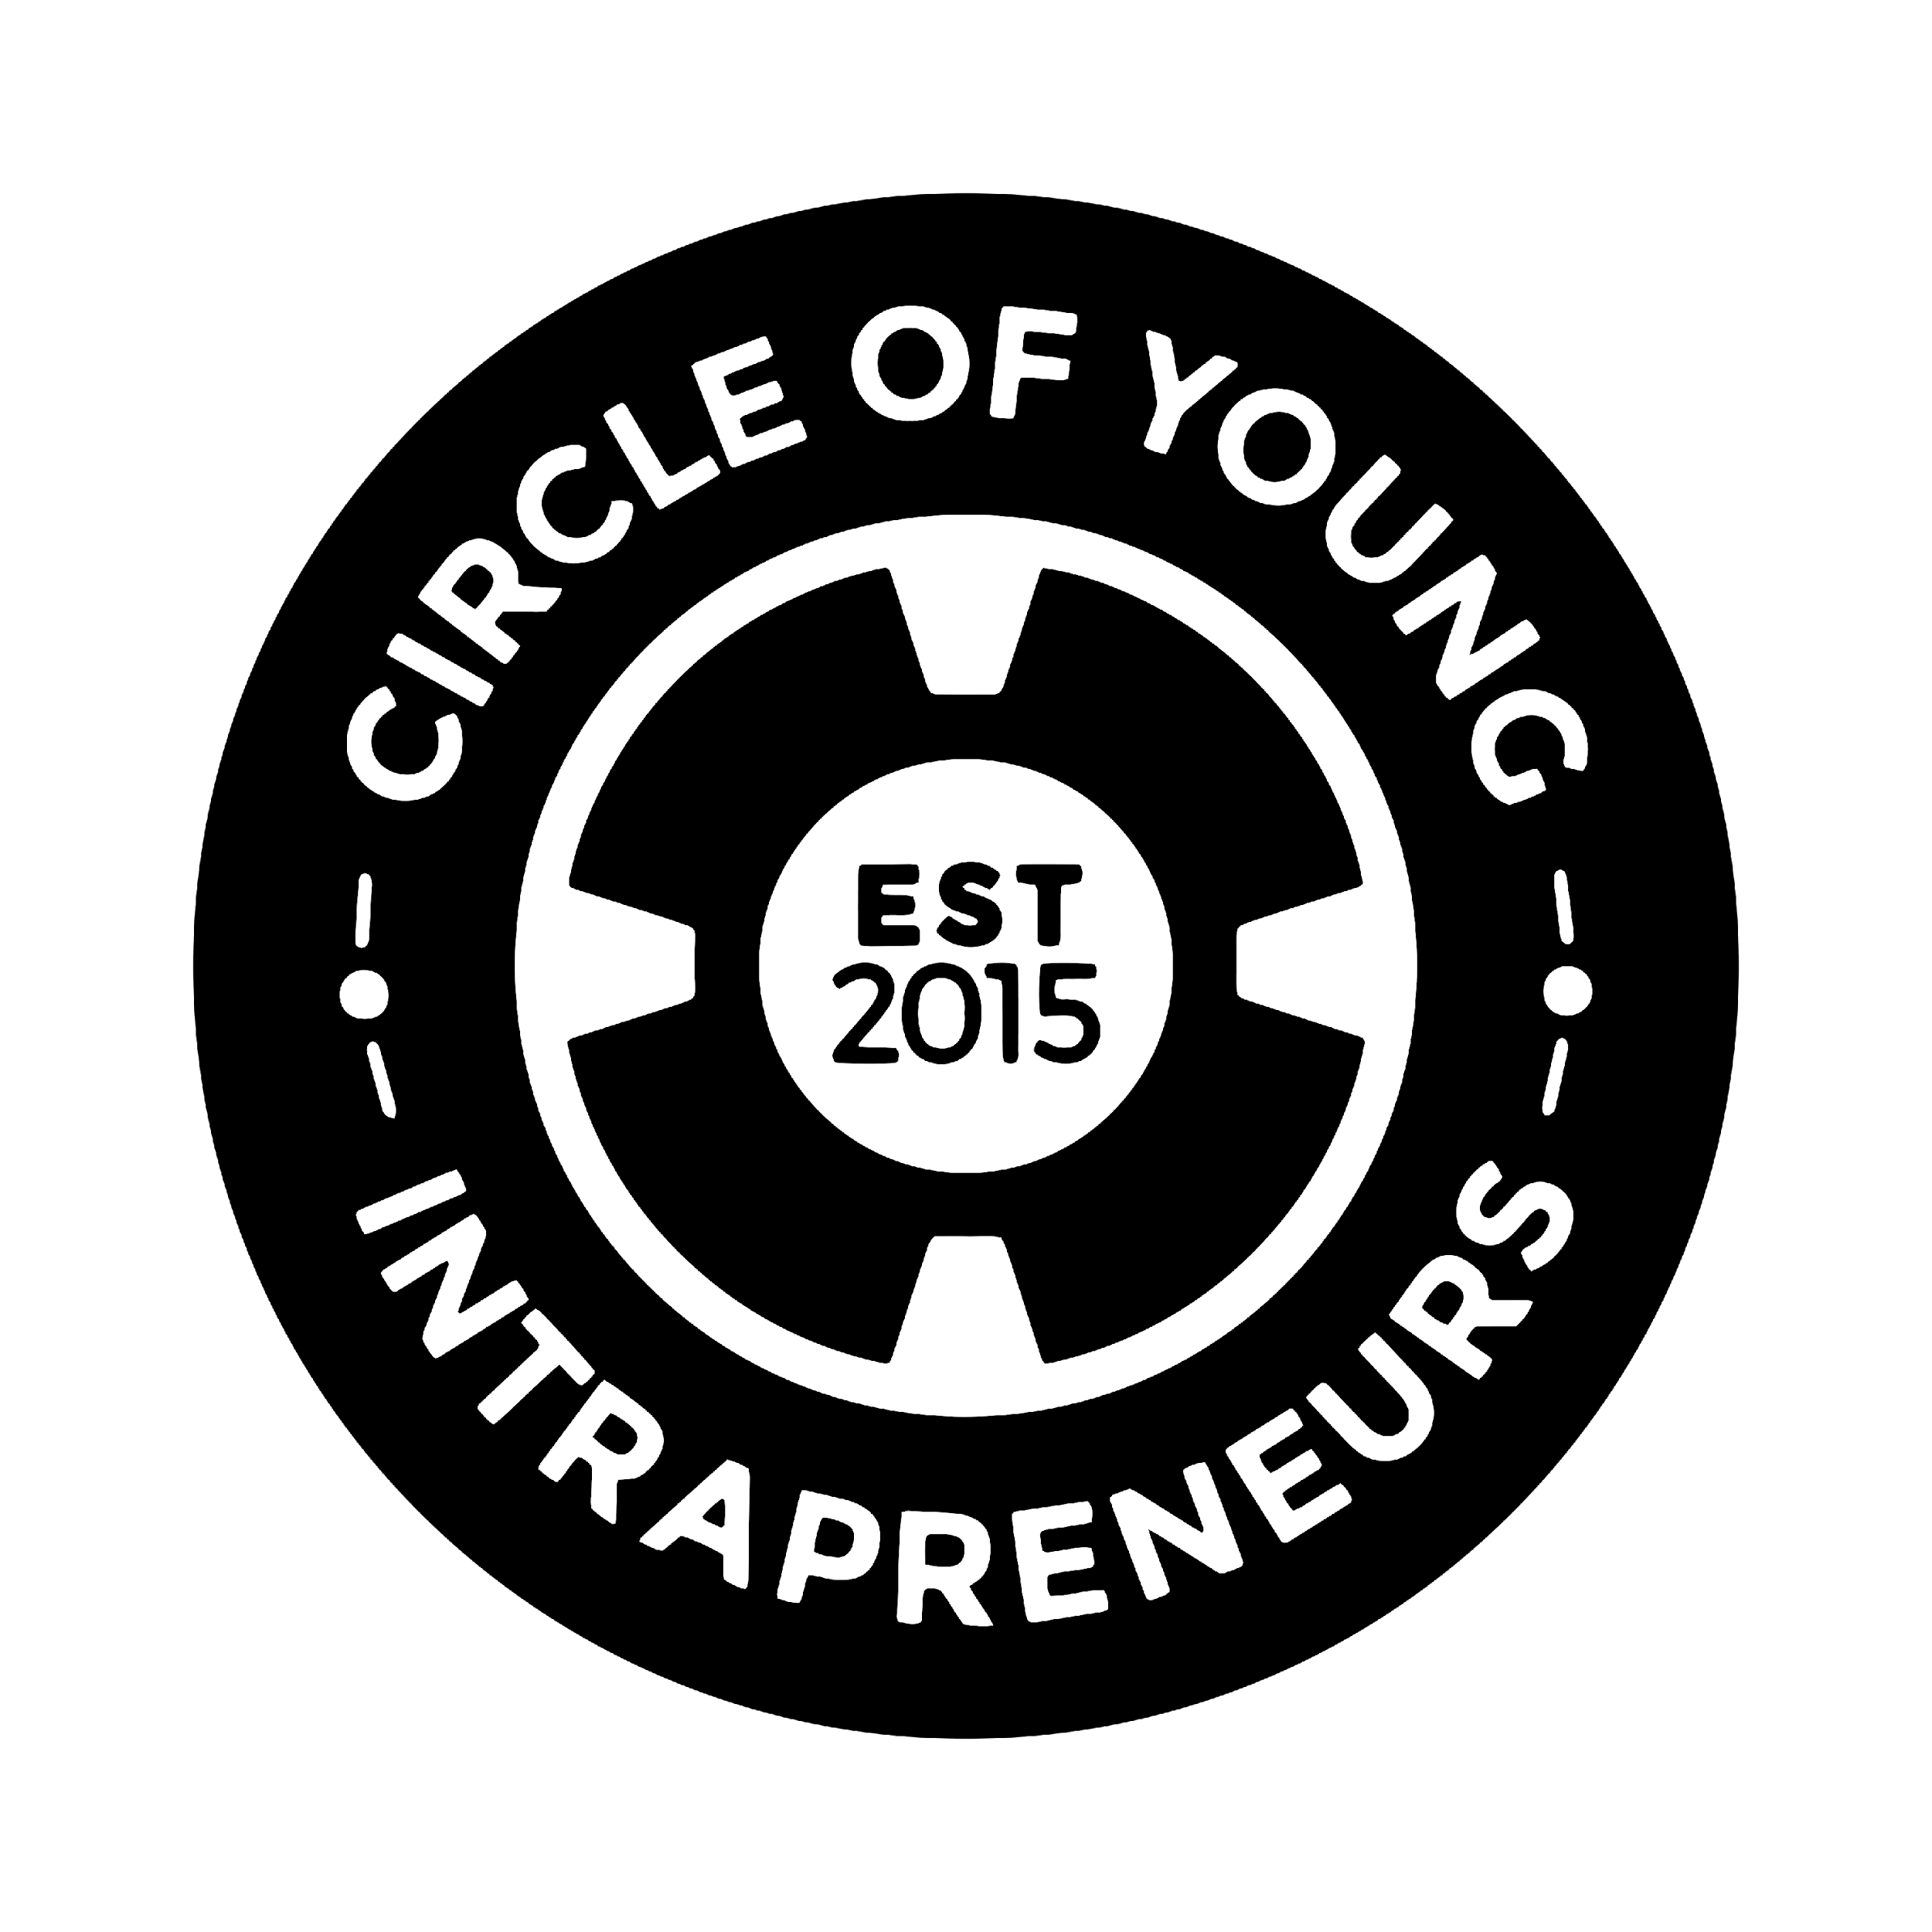 CIRCLE OF YOUNG
INTRAPRENEURS
EST
2015